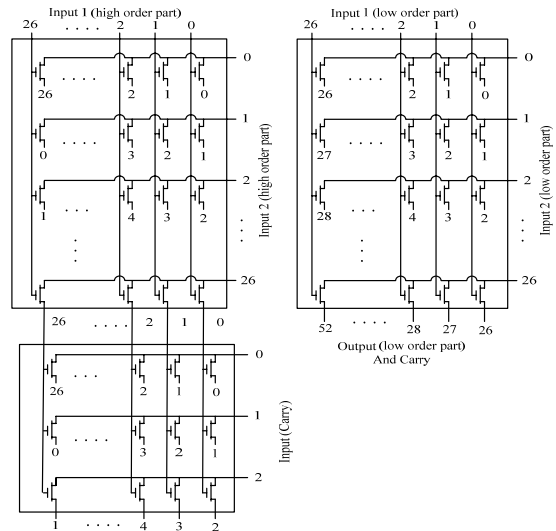 Input 1 (high order part)
26 . . . . 2 1 0
0
26 . . . . 2 1 0
1
0 . . . . 3 2 1
2
1 . . . 4 3 2
. . .
26
26 . . . . 2 1 0
Input 2 (high order part)
Input 1 (low order part)
26 . . . . 2 1 0
0
26 . . . . 2 1 0
1
27 . . . . 3 2 1
2
28 . . . . 4 3 2
. . .
26
52 . . . . 28 27 26
Output (low order part)
And Carry
Input 2 (low order part)
0
26 . . . 2 1 0
1
0 . . . . 3 2 1
2
1 . . . . 4 3 2
Input (Carry)